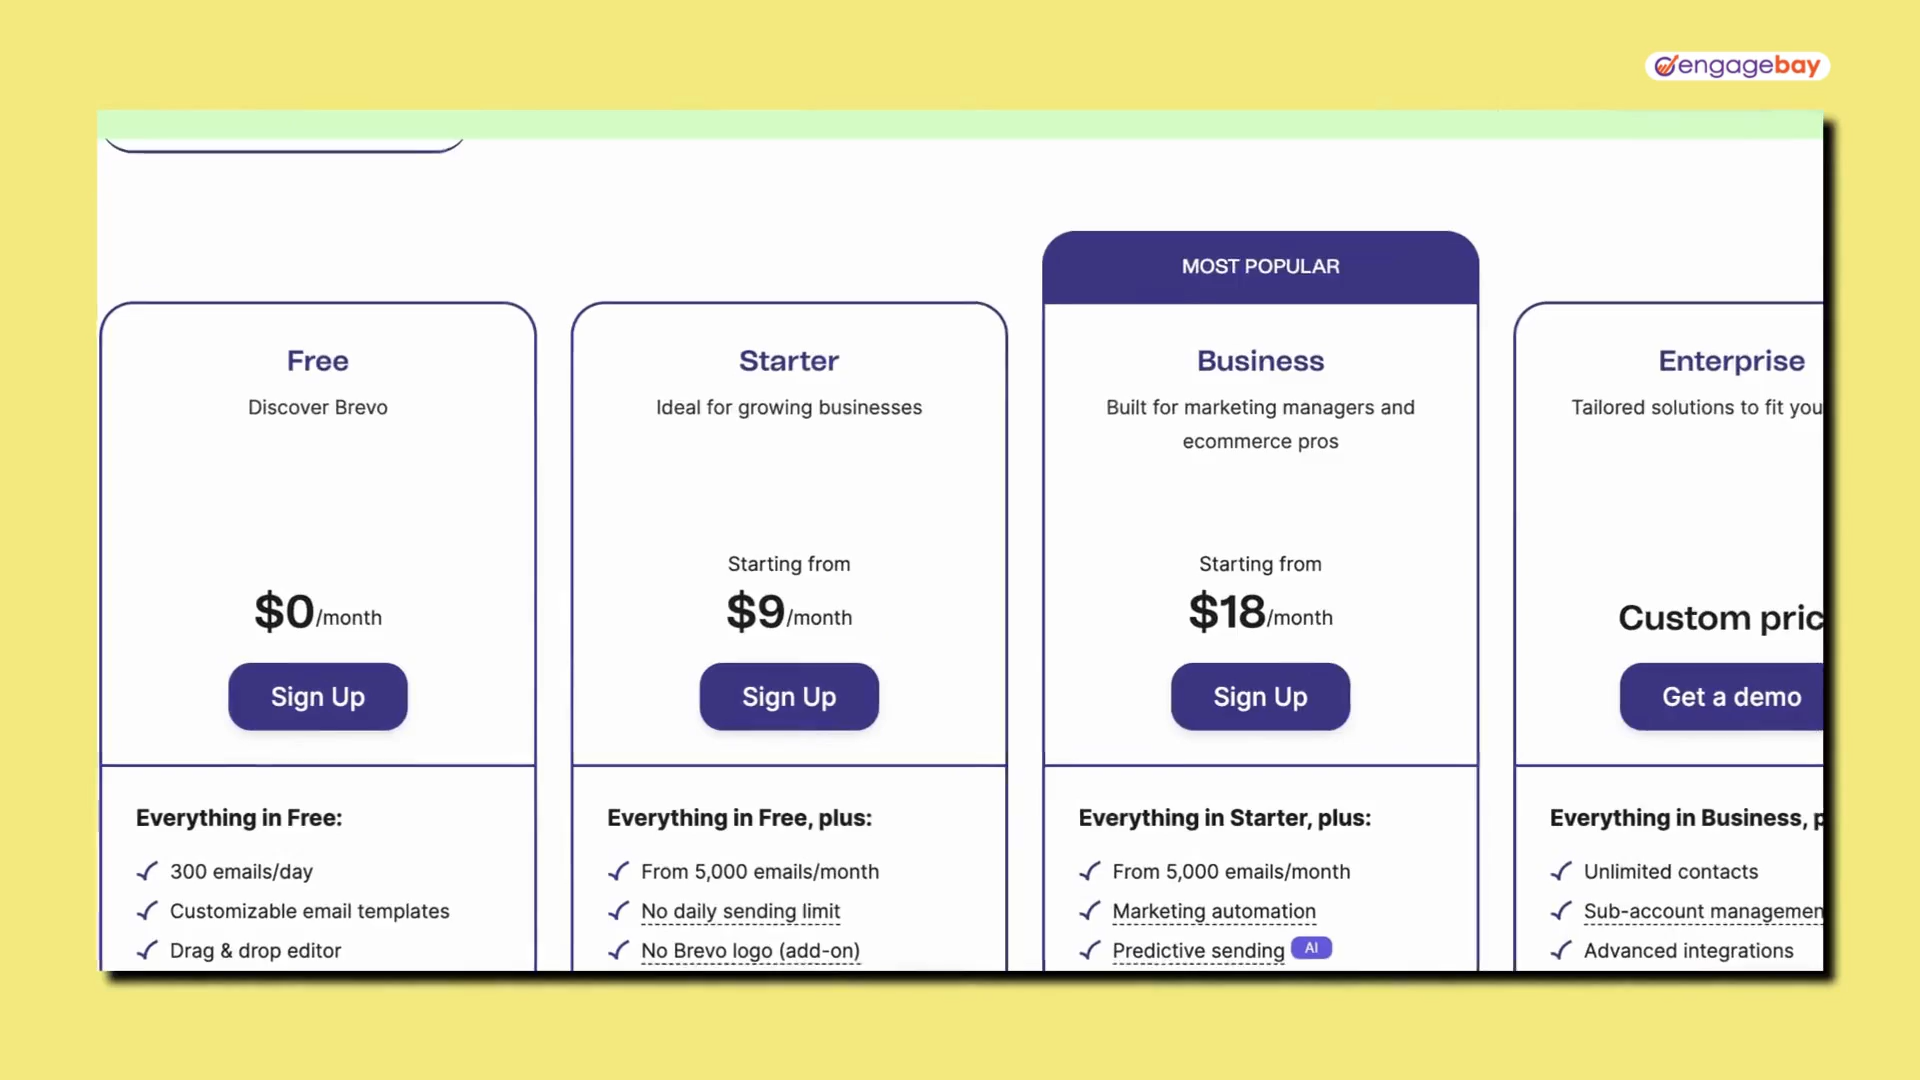 engagebay
MOST POPULAR
Free
Discover Brevo
$0/month
Sign Up
Everything in Free:
300 emails/day
Customizable email templates
Drag & drop editor
Starter
Ideal for growing businesses
Starting from
$9/month
Sign Up
Everything in Free, plus:
From 5,000 emails/month
No daily sending limit
No Brevo logo (add-on)
Business
Built for marketing managers and
ecommerce pros
Starting from
$18/month
Sign Up
Everything in Starter, plus:
From 5,000 emails/month
Marketing automation
Predictive sending AI
Enterprise
Tailored solutions to fit you
Custom pric
Get a demo
Everything in Business, p
Unlimited contacts
Sub-account managemen
Advanced integrations